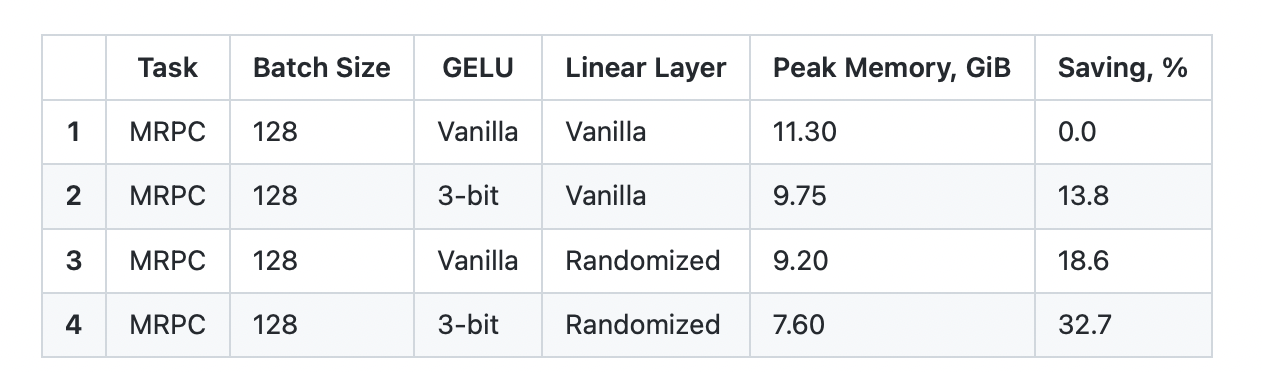 Task Batch Size GELU Linear Layer Peak Memory, GiB Saving, %
1 MRPC 128 Vanilla Vanilla 11.30 0.0
2 MRPC 128 3-bit Vanilla 9.75 13.8
3 MRPC 128 Vanilla Randomized 9.20 18.6
4 MRPC 128 3-bit Randomized 7.60 32.7